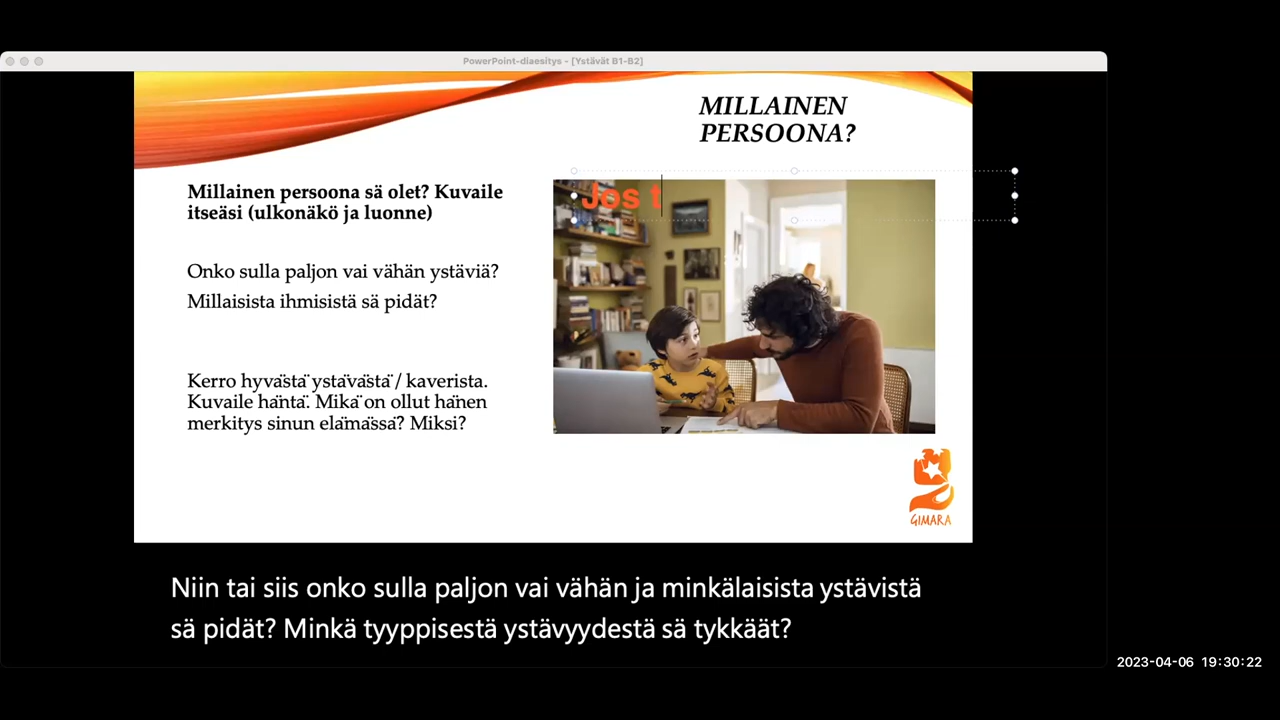 PowerPoint-diaesitys - [Ystävät B1-B2]
MILLAINEN
PERSOONA?
Millainen persoona sä olet? Kuvaile
itseäsi (ulkonäkö ja luonne)
Onko sulla paljon vai vähän ystäviä?
Millaisista ihmisistä sä pidät?
Kerro hyvästä ystävästä / kaverista.
Kuvaile häntä. Mikä on ollut hänen
merkitys sinun elämässä? Miksi?
Jos t
GIMARA
Niin tai siis onko sulla paljon vai vähän ja minkälaisista ystävistä
sä pidät? Minkä tyyppisestä ystävyydestä sä tykkäät?
2023-04-06 19:30:22